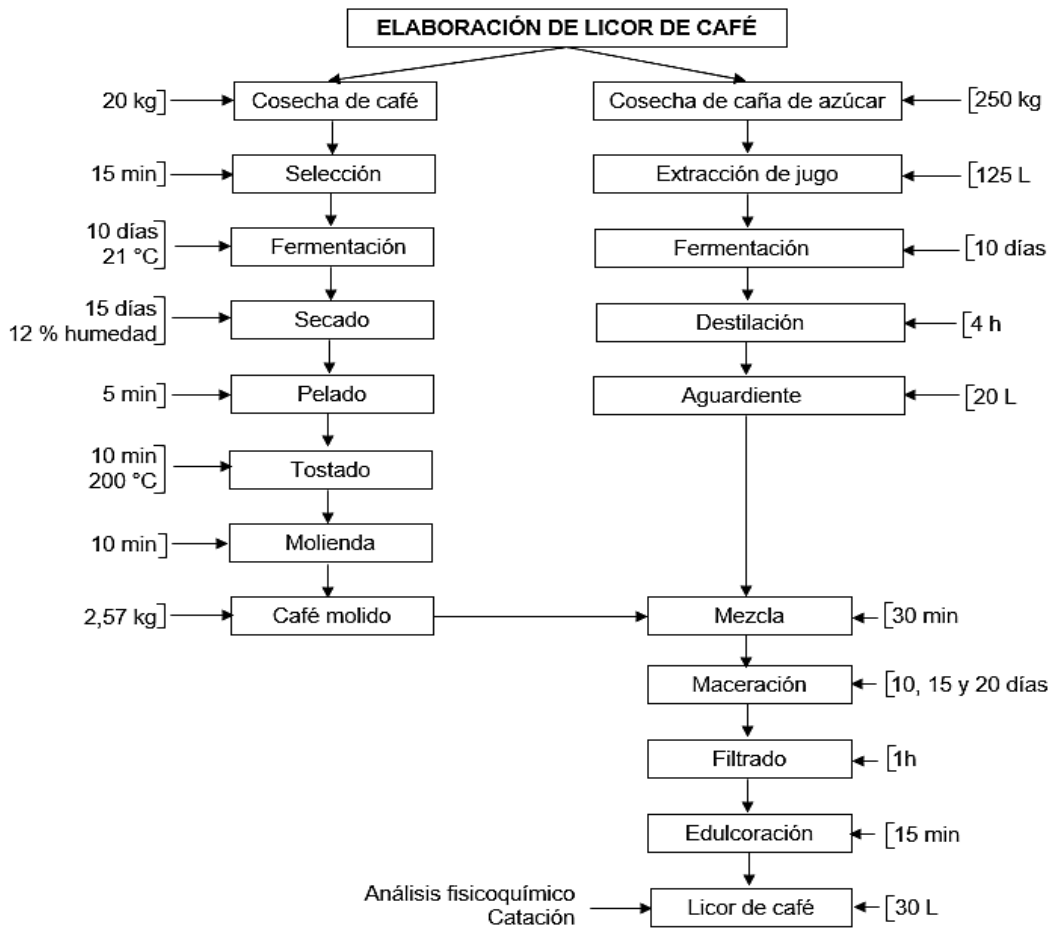 ELABORACIÓN DE LICOR DE CAFÉ
20 kg]
Cosecha de café
15 min]
Selección
10 días
21 °C]
Fermentación
15 días
12 % humedad]
Secado
5 min]
Pelado
10 min
200 °C]
Tostado
10 min]
Molienda
2,57 kg]
Café molido
Cosecha de caña de azúcar
[250 kg
Extracción de jugo
[125 L
Fermentación
[10 días
Destilación
[4 h
Aguardiente
[20 L
Mezcla
[30 min
Maceración
[10, 15 y 20 días
Filtrado
[1h
Edulcoración
[15 min
Análisis fisicoquímico
Catación
Licor de café
[30 L